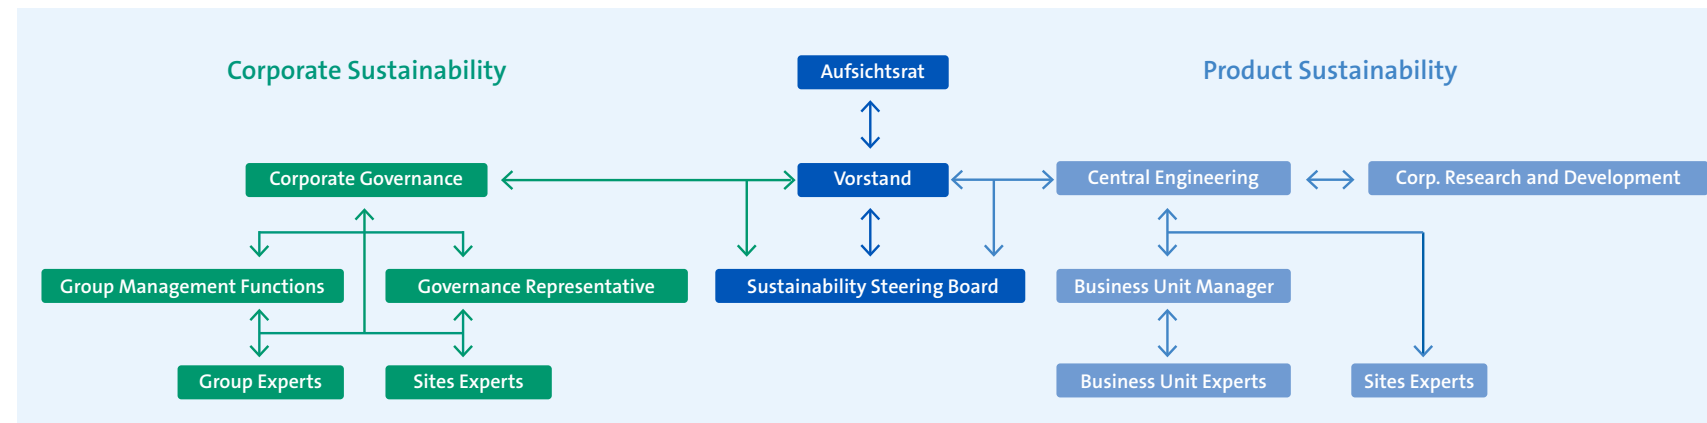 Corporate Sustainability
Aufsichtsrat
Product Sustainability
Corporate Governance
Vorstand
Central Engineering
Corp. Research and Development
Group Management Functions
Governance Representative
Sustainability Steering Board
Business Unit Manager
Group Experts
Sites Experts
Business Unit Experts
Sites Experts